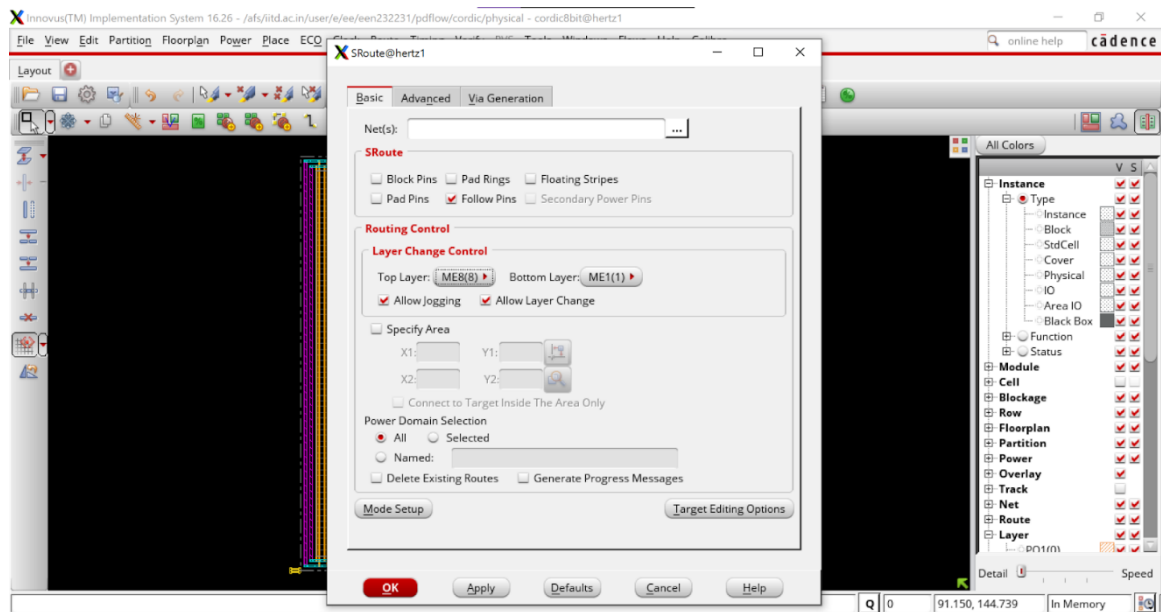 Innovus(TM) Implementation System 16.26 - /afs/iitd.ac.in/user/e/ee/een232231/pdflow/cordic/physical - cordic8bit@hertz1
File View Edit Partition Floorplan Power Place ECO
online help
cādence
SRoute@hertz1
Layout
Basic Advanced Via Generation
Net(s):
...
SRoute
Block Pins Pad Rings Floating Stripes
Pad Pins Follow Pins Secondary Power Pins
Routing Control
Layer Change Control
Top Layer: ME8(8) Bottom Layer: ME1(1)
Allow Jogging Allow Layer Change
Specify Area
X1: Y1:
X2: Y2:
Connect to Target Inside The Area Only
Power Domain Selection
All Selected
Named:
Delete Existing Routes Generate Progress Messages
Mode Setup Target Editing Options
OK Apply Defaults Cancel Help
All Colors
V S
Instance
Type
Instance
Block
StdCell
Cover
Physical
IO
Area IO
Black Box
Function
Status
Module
Cell
Blockage
Row
Floorplan
Partition
Power
Overlay
Track
Net
Route
Layer
PO1(0)
Detail Speed
Q 0 91.150, 144.739 In Memory